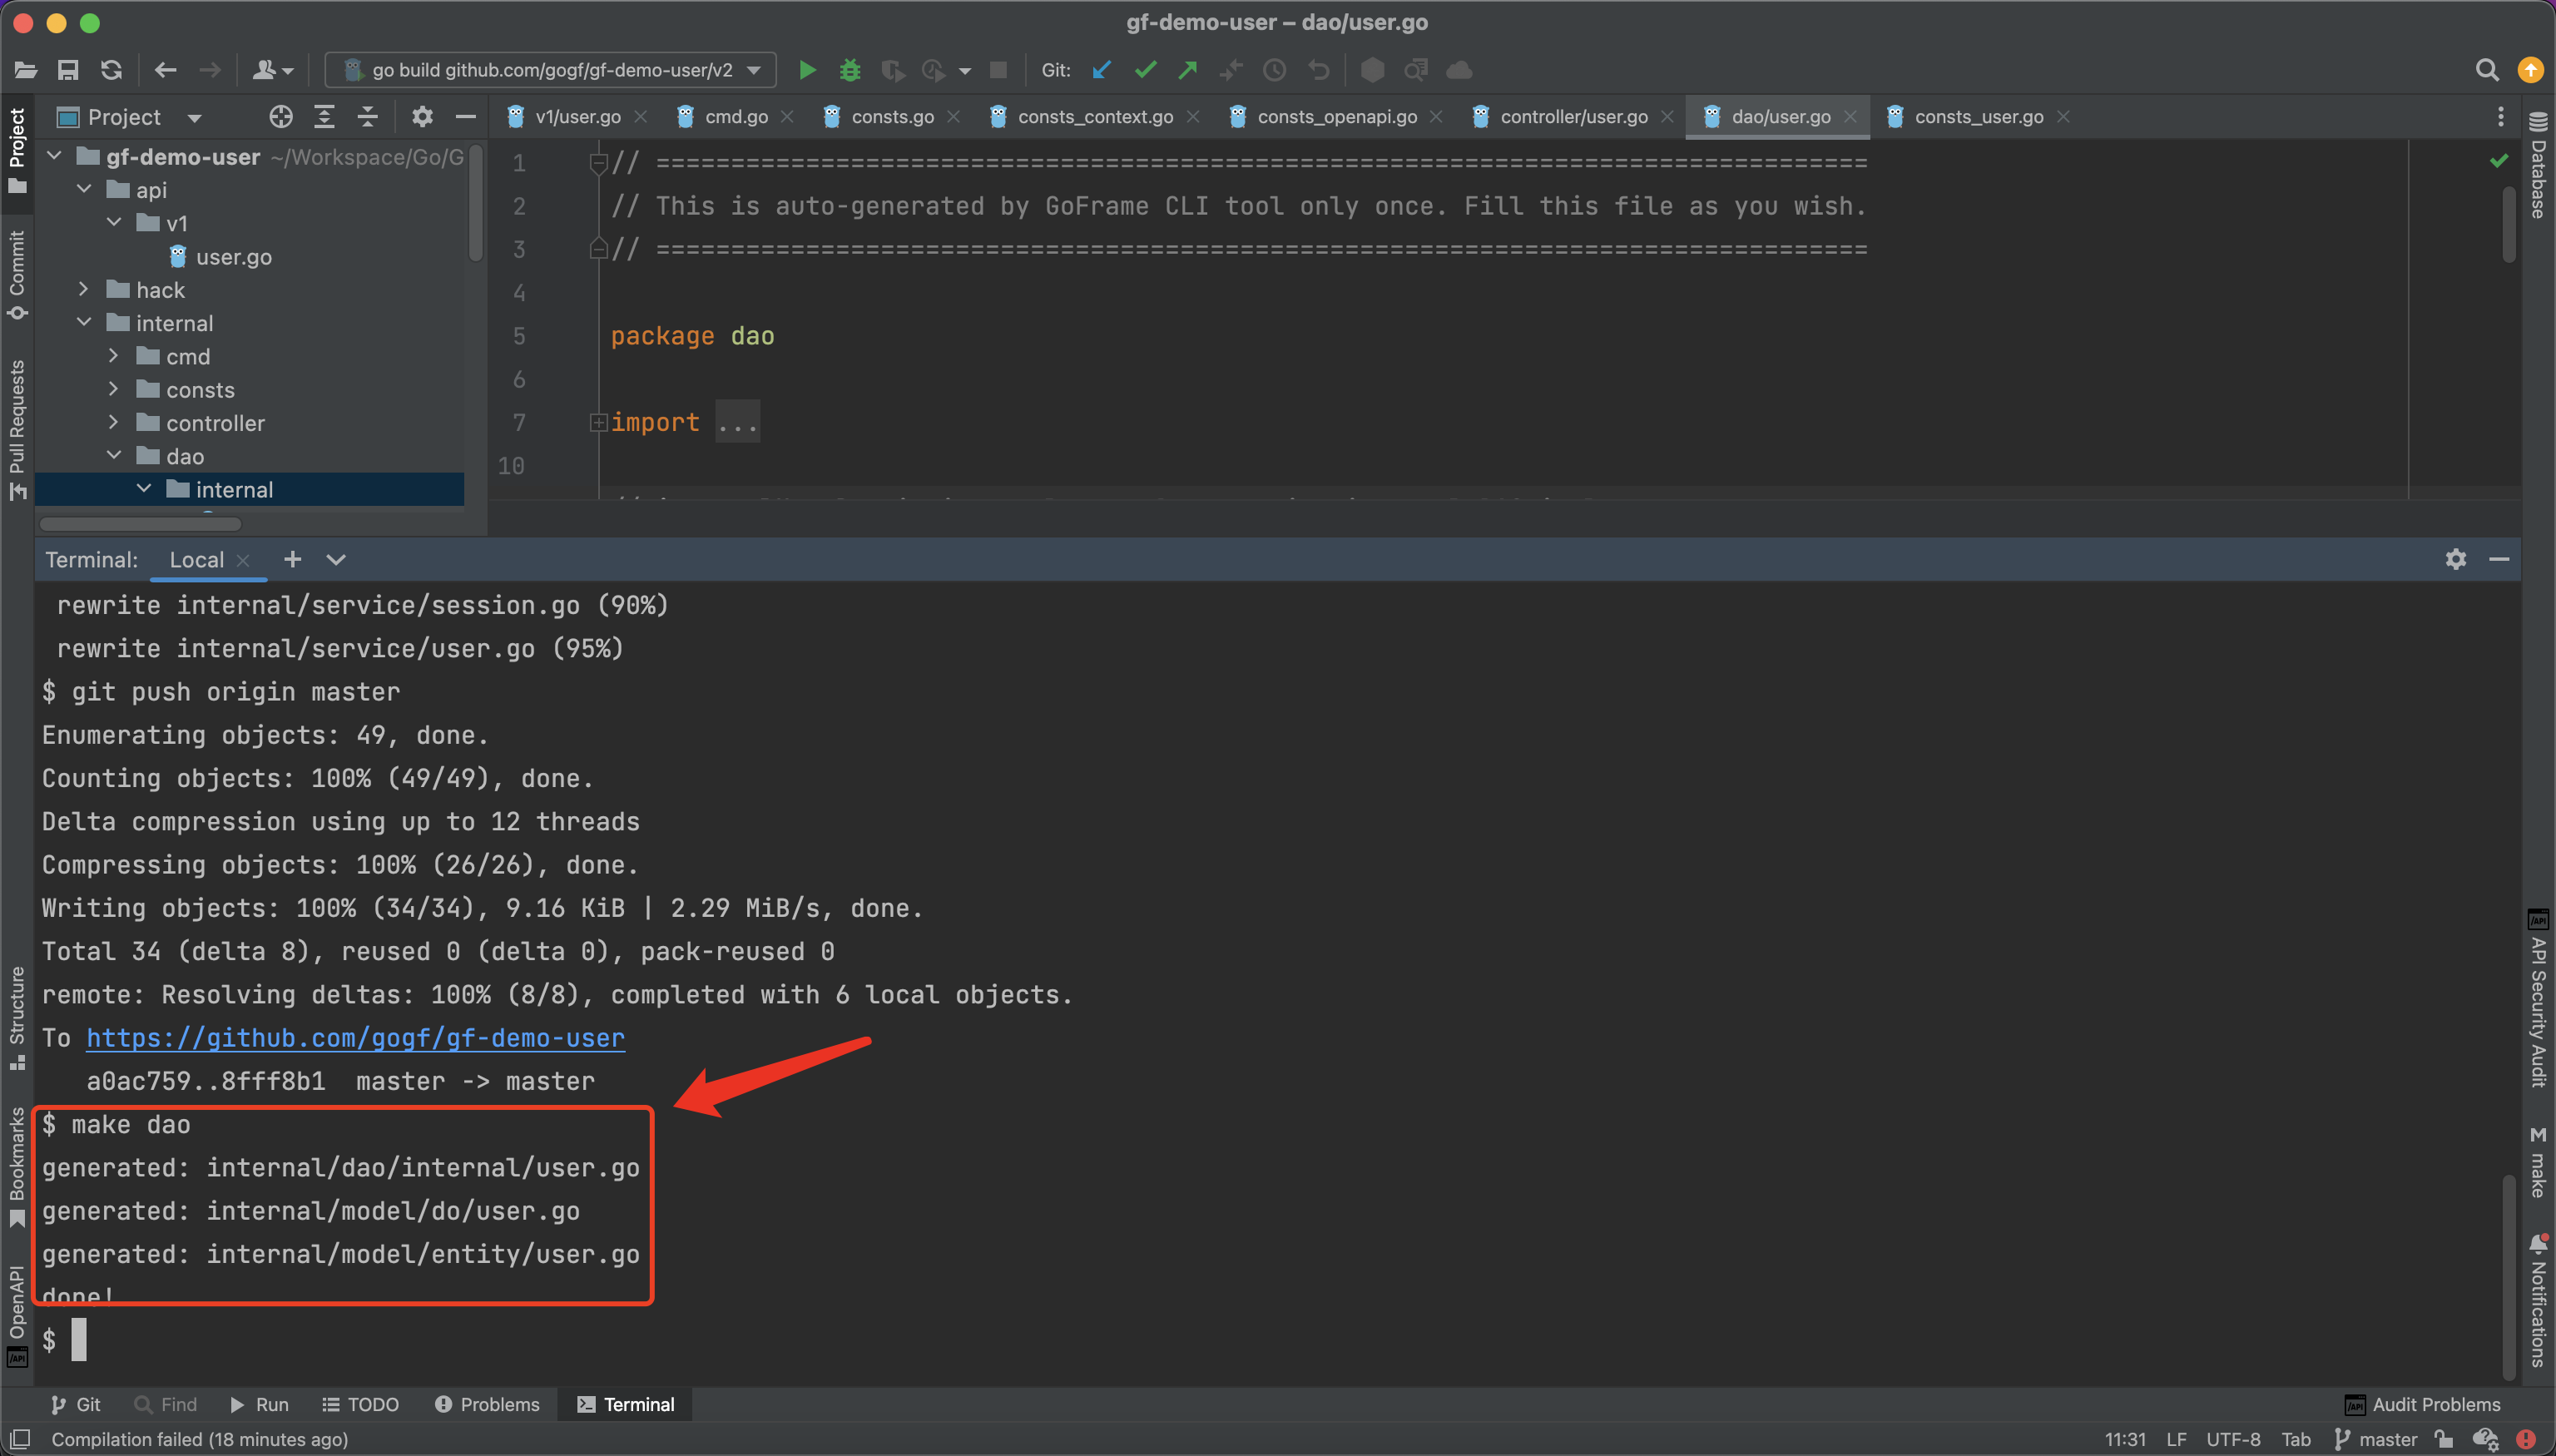 gf-demo-user – dao/user.go
go build github.com/gogf/gf-demo-user/v2
Git:
Project
v1/user.go
cmd.go
consts.go
consts_context.go
consts_openapi.go
controller/user.go
dao/user.go
consts_user.go
gf-demo-user ~/Workspace/Go/G
api
v1
user.go
hack
internal
cmd
consts
controller
dao
internal
1 // =================================================================================
2 // This is auto-generated by GoFrame CLI tool only once. Fill this file as you wish.
3 // =================================================================================
4
5 package dao
6
7 import ...
10
Terminal: Local
rewrite internal/service/session.go (90%)
rewrite internal/service/user.go (95%)
$ git push origin master
Enumerating objects: 49, done.
Counting objects: 100% (49/49), done.
Delta compression using up to 12 threads
Compressing objects: 100% (26/26), done.
Writing objects: 100% (34/34), 9.16 KiB | 2.29 MiB/s, done.
Total 34 (delta 8), reused 0 (delta 0), pack-reused 0
remote: Resolving deltas: 100% (8/8), completed with 6 local objects.
To https://github.com/gogf/gf-demo-user
a0ac759..8fff8b1 master -> master
$ make dao
generated: internal/dao/internal/user.go
generated: internal/model/do/user.go
generated: internal/model/entity/user.go
done!
$
Project
Commit
Pull Requests
Structure
Bookmarks
OpenAPI
Database
API Security Audit
make
Notifications
Git Find Run TODO Problems Terminal
Audit Problems
Compilation failed (18 minutes ago)
11:31 LF UTF-8 Tab master